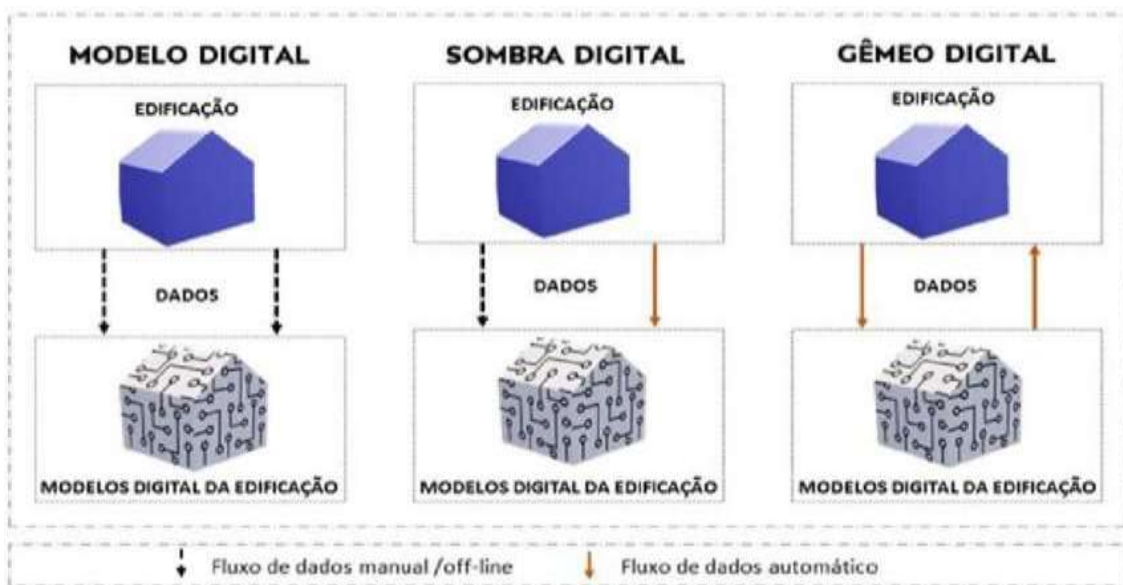 MODELO DIGITAL
EDIFICAÇÃO
DADOS
MODELOS DIGITAL DA EDIFICAÇÃO
SOMBRA DIGITAL
EDIFICAÇÃO
DADOS
MODELOS DIGITAL DA EDIFICAÇÃO
GÊMEO DIGITAL
EDIFICAÇÃO
DADOS
MODELOS DIGITAL DA EDIFICAÇÃO
Fluxo de dados manual /off-line
Fluxo de dados automático